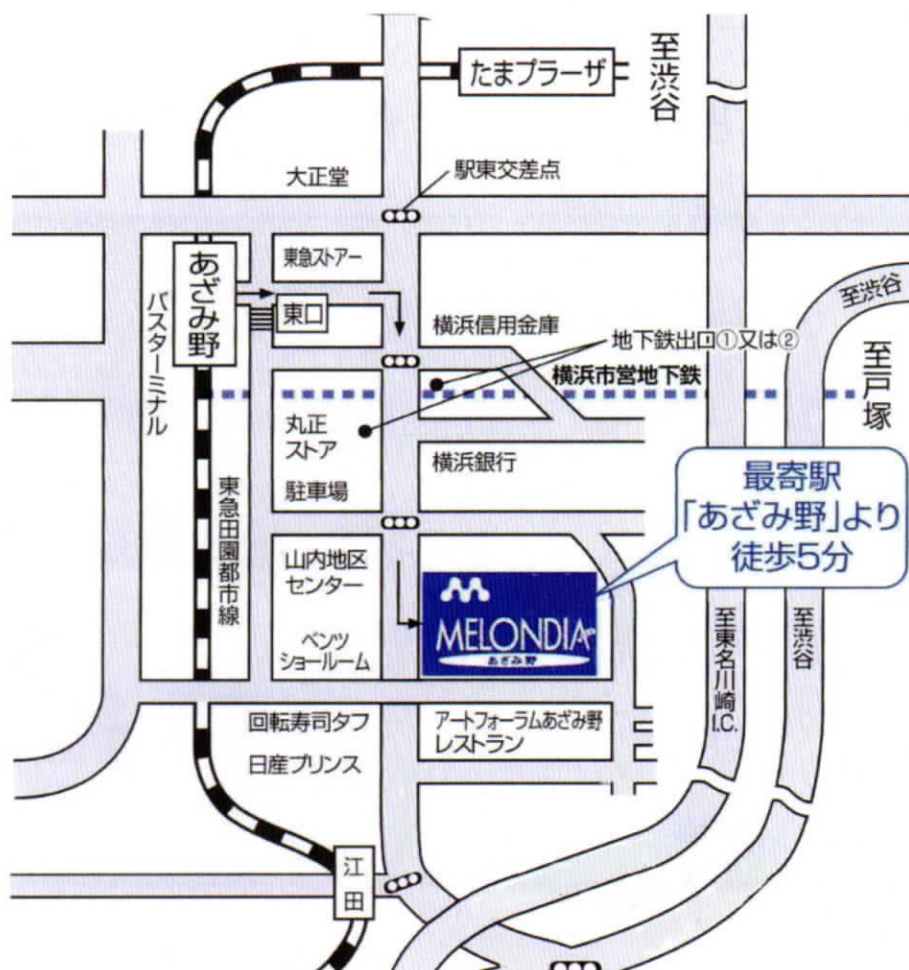 たまプラーザ
至渋谷
大正堂
駅東交差点
あざみ野
東急ストアー
東口
バスターミナル
横浜信用金庫
地下鉄出口①又は②
至渋谷
横浜市営地下鉄
至戸塚
丸正
ストア
駐車場
横浜銀行
東急田園都市線
最寄駅
「あざみ野」より
徒歩5分
山内地区
センター
MELONDIA
あざみ野
ベンツ
ショールーム
至東名川崎I.C.
至渋谷
回転寿司タフ
日産プリンス
アートフォーラムあざみ野
レストラン
江田